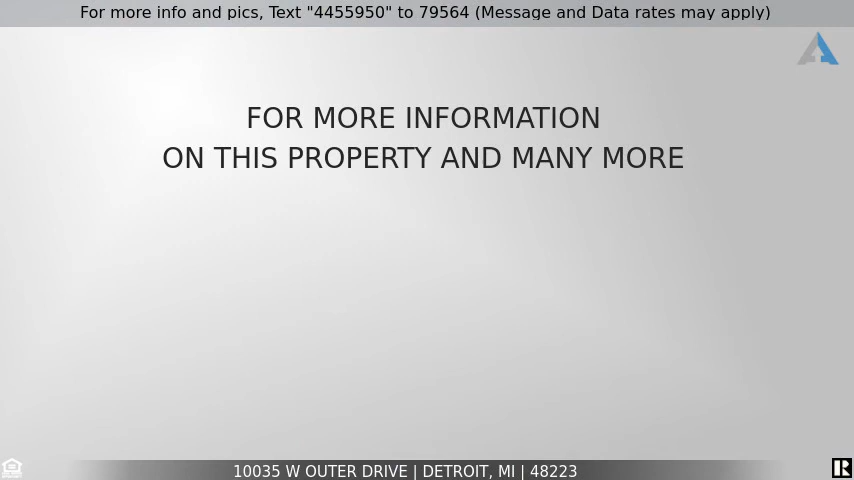 For more info and pics, Text "4455950" to 79564 (Message and Data rates may apply)
FOR MORE INFORMATION
ON THIS PROPERTY AND MANY MORE
10035 W OUTER DRIVE | DETROIT, MI | 48223